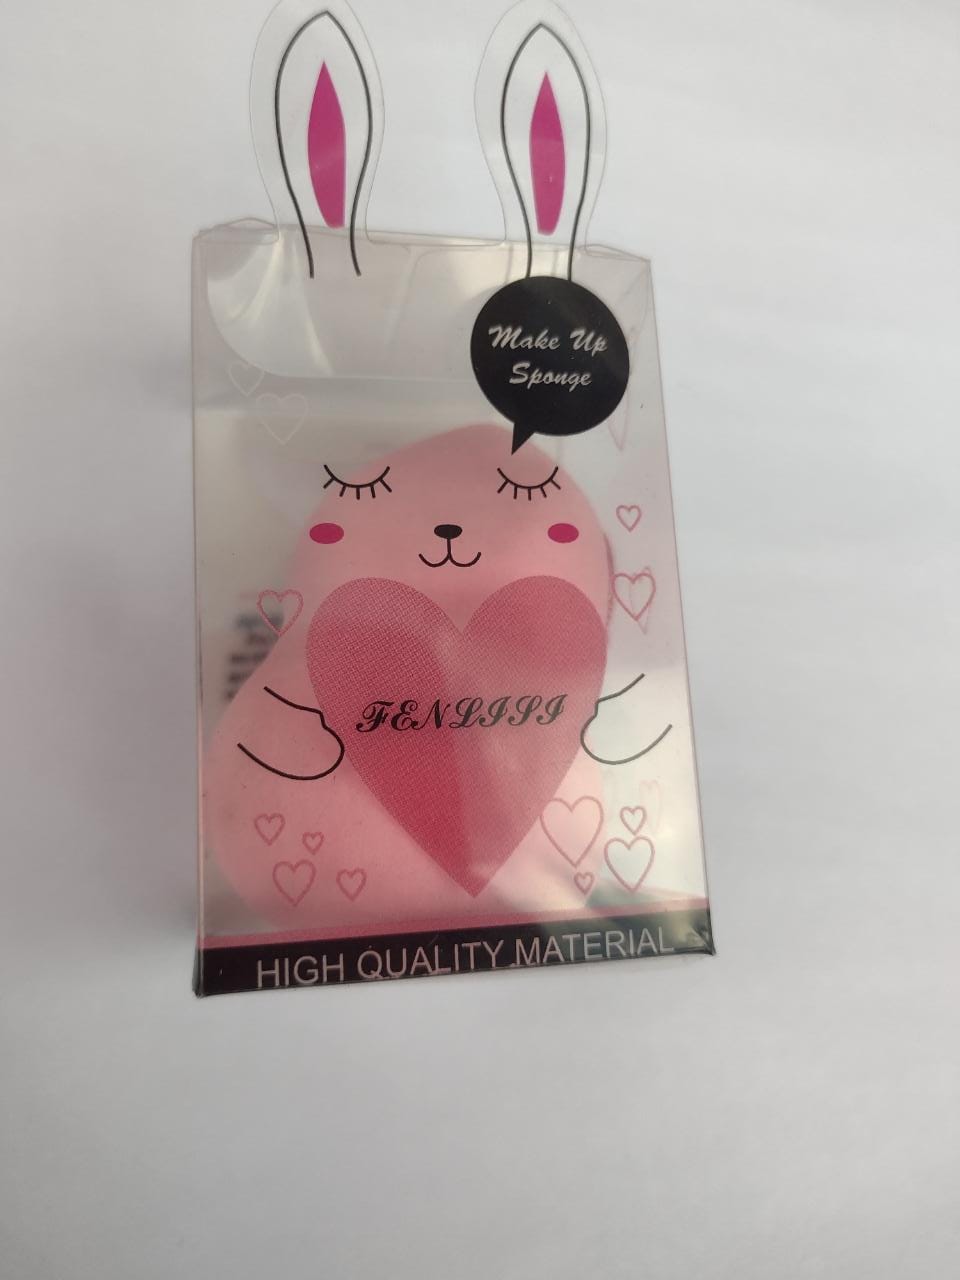 Make Up
Sponge
FENLISI
HIGH QUALITY MATERIAL